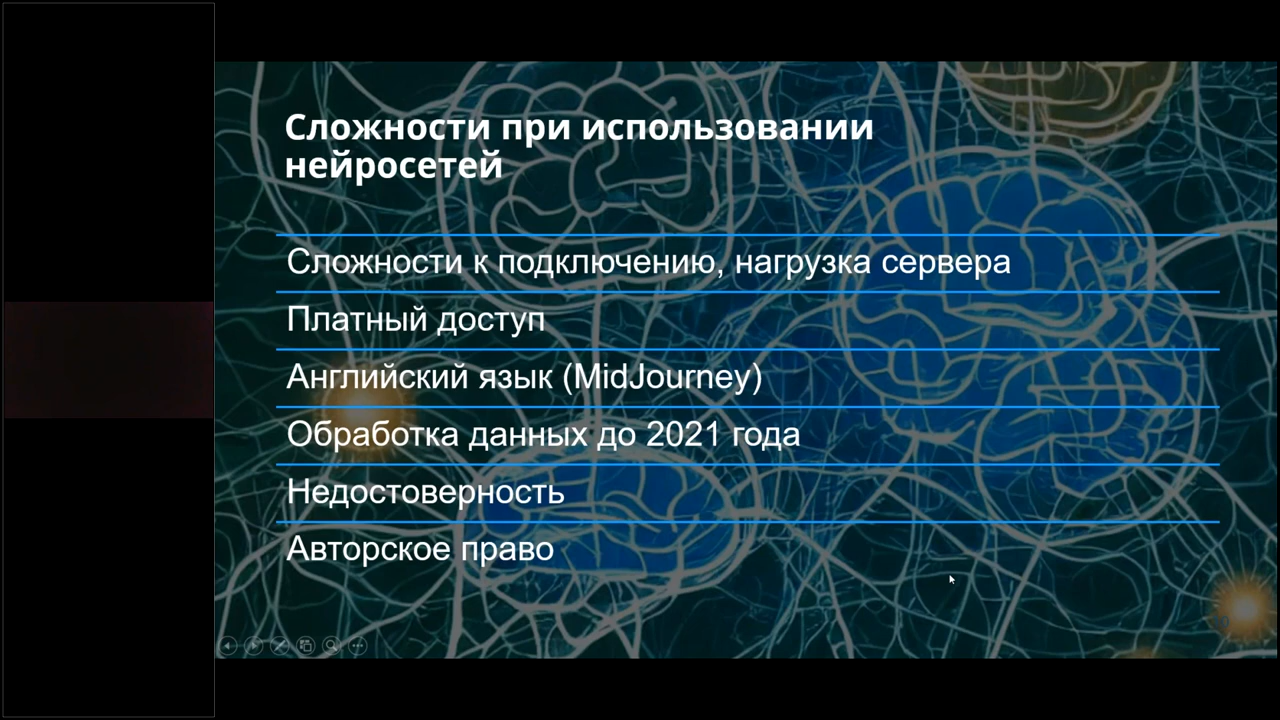 Сложности при использовании
нейросетей
Сложности к подключению, нагрузка сервера
Платный доступ
Английский язык (MidJourney)
Обработка данных до 2021 года
Недостоверность
Авторское право